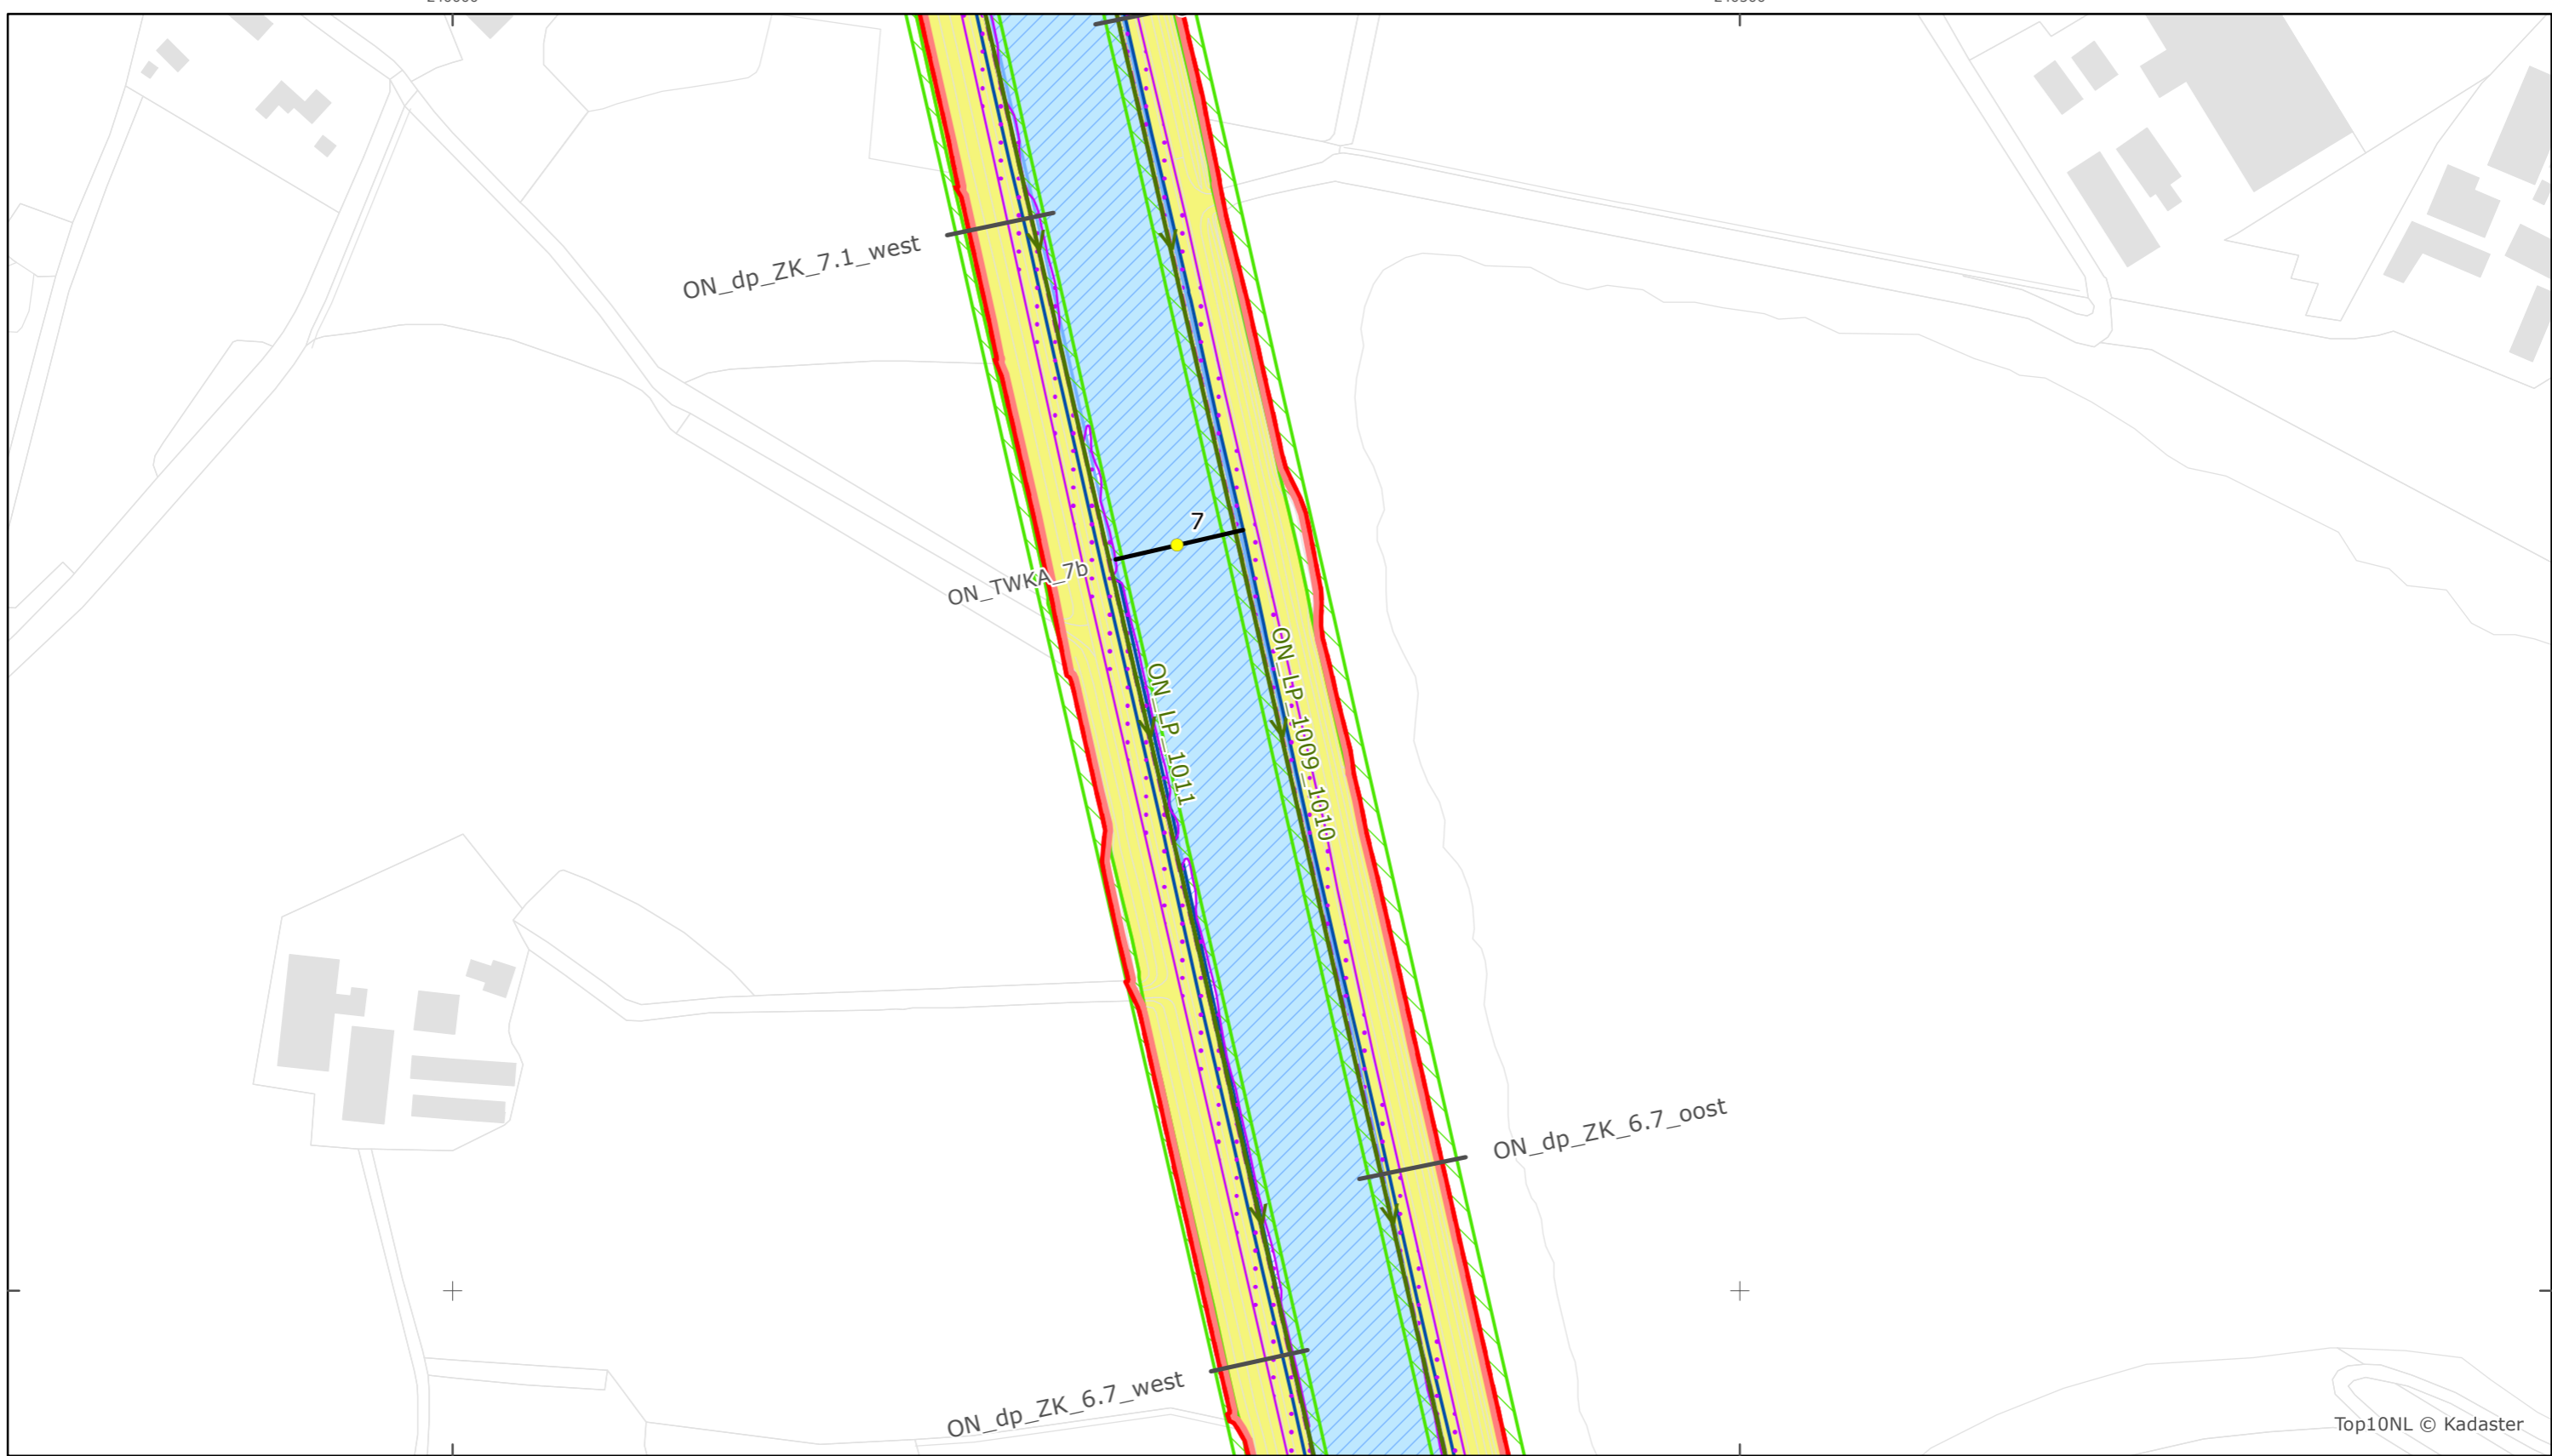 ON_dp_ZK_7.1_west
7
ON_TWKA_7b
ON_LP_1011
ON_LP_1009_1010
ON_dp_ZK_6.7_oost
ON_dp_ZK_6.7_west
Top10NL © Kadaster